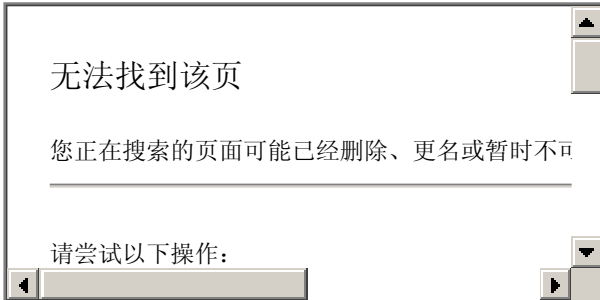 无法找到该页
您正在搜索的页面可能已经删除、更名或暂时不可
请尝试以下操作：